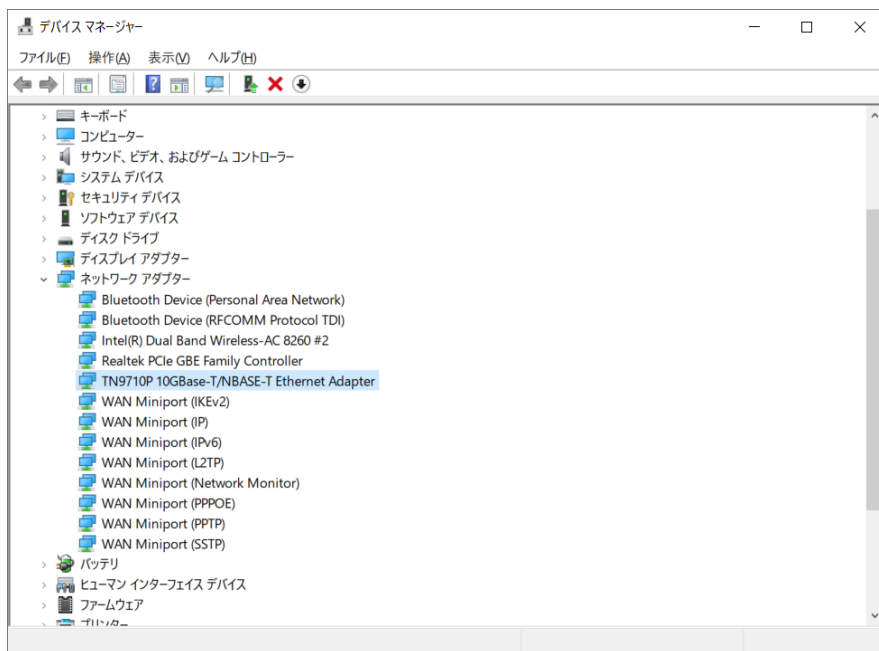 デバイス マネージャー
ファイル(F) 操作(A) 表示(V) ヘルプ(H)
キーボード
コンピューター
サウンド、ビデオ、およびゲーム コントローラー
システム デバイス
セキュリティ デバイス
ソフトウェア デバイス
ディスク ドライブ
ディスプレイ アダプター
ネットワーク アダプター
Bluetooth Device (Personal Area Network)
Bluetooth Device (RFCOMM Protocol TDI)
Intel(R) Dual Band Wireless-AC 8260 #2
Realtek PCIe GBE Family Controller
TN9710P 10GBase-T/NBASE-T Ethernet Adapter
WAN Miniport (IKEv2)
WAN Miniport (IP)
WAN Miniport (IPv6)
WAN Miniport (L2TP)
WAN Miniport (Network Monitor)
WAN Miniport (PPPOE)
WAN Miniport (PPTP)
WAN Miniport (SSTP)
バッテリ
ヒューマン インターフェイス デバイス
ファームウェア
プリンター